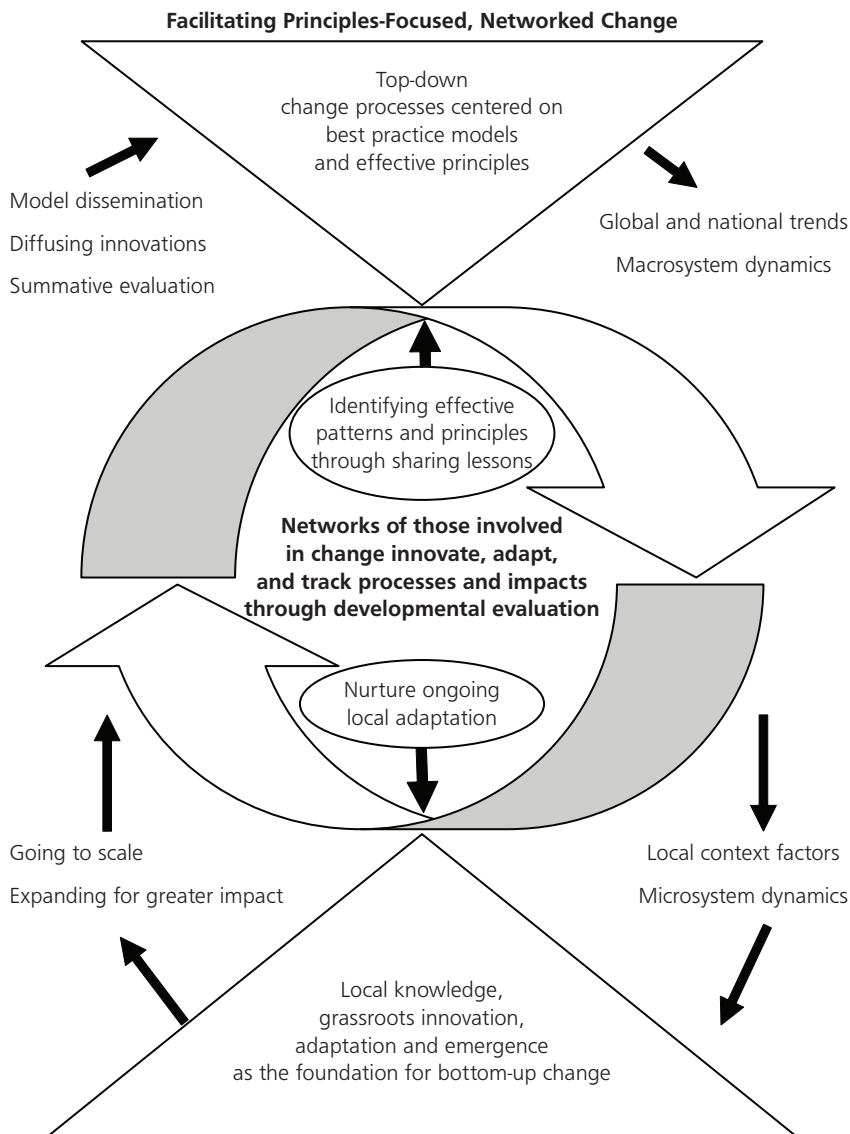 Facilitating Principles-Focused, Networked Change
Top-down
change processes centered on
best practice models
and effective principles
Model dissemination
Diffusing innovations
Summative evaluation
Global and national trends
Macrosystem dynamics
Identifying effective
patterns and principles
through sharing lessons
Networks of those involved
in change innovate, adapt,
and track processes and impacts
through developmental evaluation
Nurture ongoing
local adaptation
Going to scale
Expanding for greater impact
Local context factors
Microsystem dynamics
Local knowledge,
grassroots innovation,
adaptation and emergence
as the foundation for bottom-up change